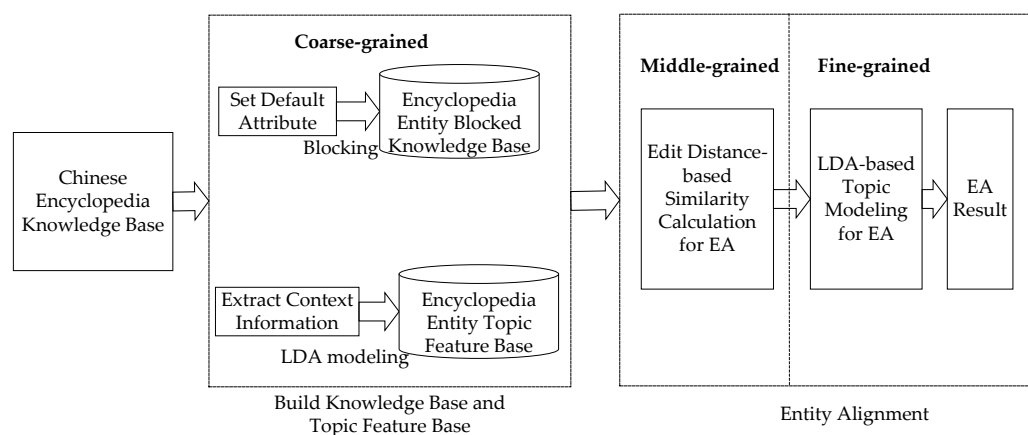 Chinese
Encyclopedia
Knowledge Base
Coarse-grained
Set Default
Attribute
Blocking
Encyclopedia
Entity Blocked
Knowledge Base
Extract Context
Information
LDA modeling
Encyclopedia
Entity Topic
Feature Base
Build Knowledge Base and
Topic Feature Base
Middle-grained
Edit Distance-
based
Similarity
Calculation
for EA
Fine-grained
LDA-based
Topic
Modeling
for EA
EA
Result
Entity Alignment